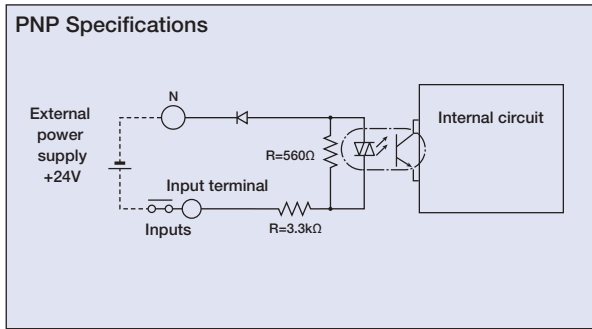 PNP Specifications
N
External
power
supply
+24V
Internal circuit
R=560Ω
Input terminal
R=3.3kΩ
Inputs